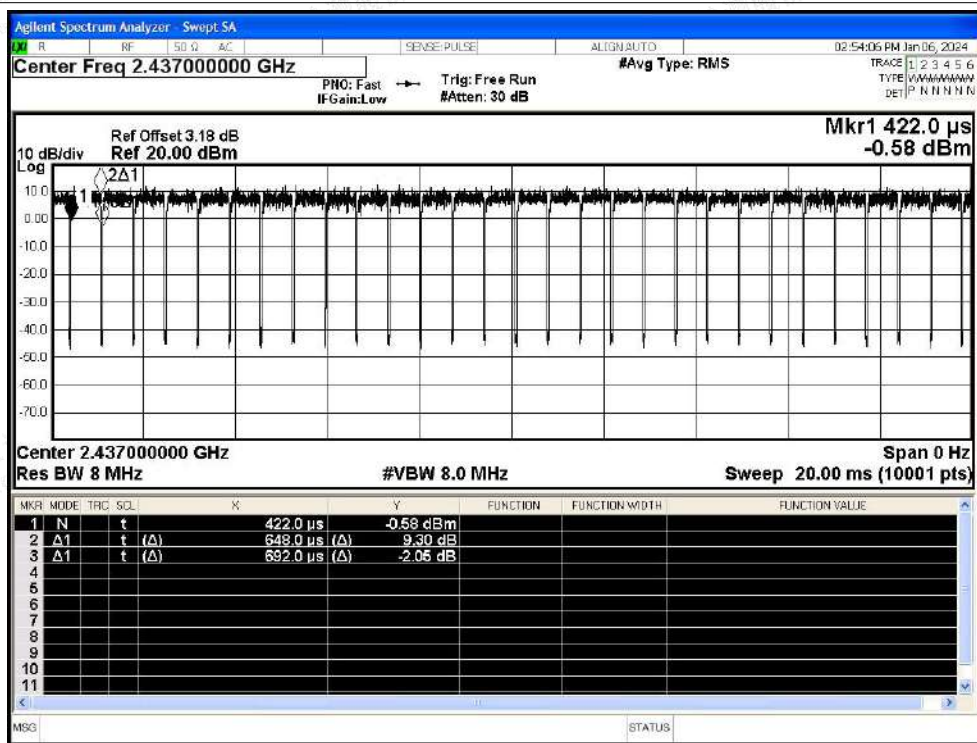 Agilent Spectrum Analyzer - Swept SA
LXI R RF 50 Ω AC SENSE:PULSE ALIGN AUTO 02:54:06 PM Jan 06, 2024
Center Freq 2.437000000 GHz #Avg Type: RMS TRACE 1 2 3 4 5 6
PNO: Fast Trig: Free Run TYPE
IFGain:Low #Atten: 30 dB DET P N N N N N
Ref Offset 3.18 dB Mkr1 422.0 µs
10 dB/div Ref 20.00 dBm -0.58 dBm
Log
2Δ1
10.0
1
0.00
-10.0
-20.0
-30.0
-40.0
-50.0
-60.0
-70.0
Center 2.437000000 GHz Span 0 Hz
Res BW 8 MHz #VBW 8.0 MHz Sweep 20.00 ms (10001 pts)
MKR MODE TRC SCL X Y FUNCTION FUNCTION WIDTH FUNCTION VALUE
1 N t 422.0 µs -0.58 dBm
2 Δ1 t (Δ) 648.0 µs (Δ) 9.30 dB
3 Δ1 t (Δ) 692.0 µs (Δ) -2.05 dB
4
5
6
7
8
9
10
11
MSG STATUS